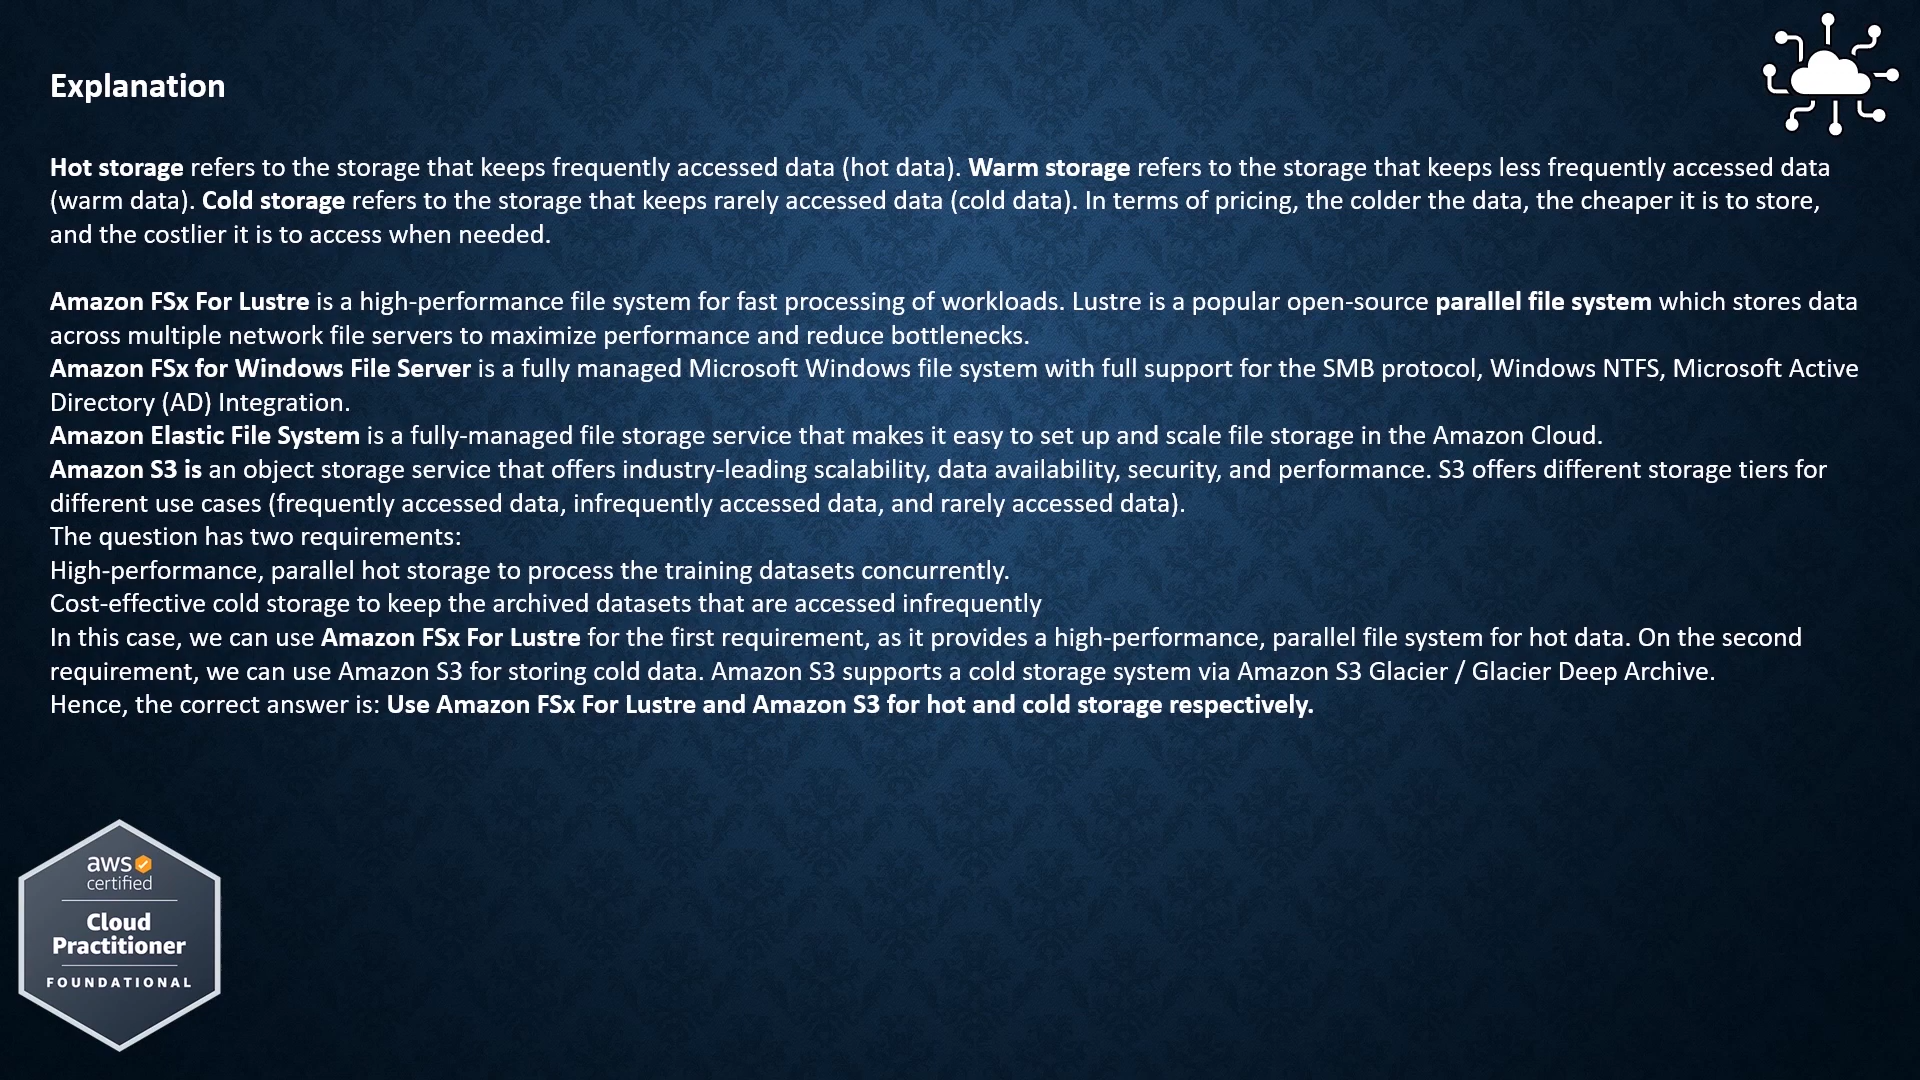 Explanation
Hot storage refers to the storage that keeps frequently accessed data (hot data). Warm storage refers to the storage that keeps less frequently accessed data
(warm data). Cold storage refers to the storage that keeps rarely accessed data (cold data). In terms of pricing, the colder the data, the cheaper it is to store,
and the costlier it is to access when needed.
Amazon FSx For Lustre is a high-performance file system for fast processing of workloads. Lustre is a popular open-source parallel file system which stores data
across multiple network file servers to maximize performance and reduce bottlenecks.
Amazon FSx for Windows File Server is a fully managed Microsoft Windows file system with full support for the SMB protocol, Windows NTFS, Microsoft Active
Directory (AD) Integration.
Amazon Elastic File System is a fully-managed file storage service that makes it easy to set up and scale file storage in the Amazon Cloud.
Amazon S3 is an object storage service that offers industry-leading scalability, data availability, security, and performance. S3 offers different storage tiers for
different use cases (frequently accessed data, infrequently accessed data, and rarely accessed data).
The question has two requirements:
High-performance, parallel hot storage to process the training datasets concurrently.
Cost-effective cold storage to keep the archived datasets that are accessed infrequently
In this case, we can use Amazon FSx For Lustre for the first requirement, as it provides a high-performance, parallel file system for hot data. On the second
requirement, we can use Amazon S3 for storing cold data. Amazon S3 supports a cold storage system via Amazon S3 Glacier / Glacier Deep Archive.
Hence, the correct answer is: Use Amazon FSx For Lustre and Amazon S3 for hot and cold storage respectively.
aws
certified
Cloud
Practitioner
FOUNDATIONAL